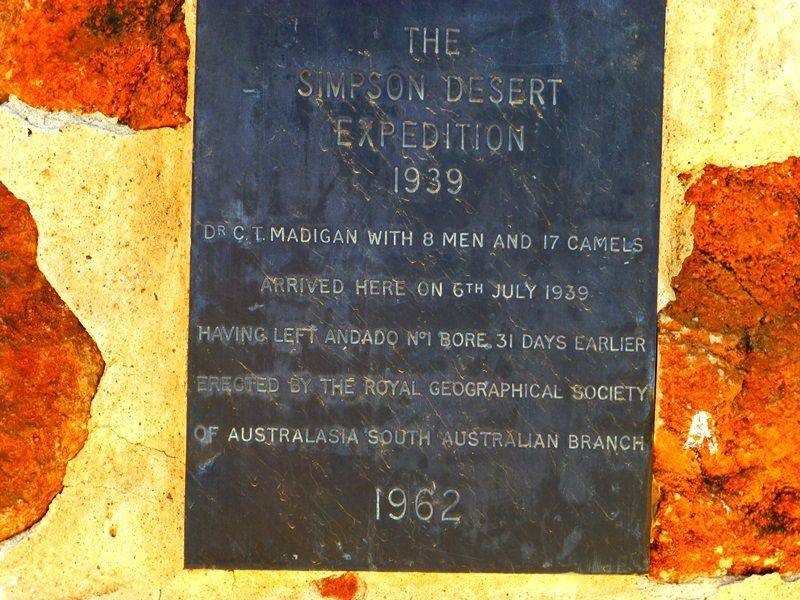 THE
SIMPSON DESERT
EXPEDITION
1939
DR C.T. MADIGAN WITH 8 MEN AND 17 CAMELS
ARRIVED HERE ON 6TH JULY 1939
HAVING LEFT ANDADO No1 BORE 31 DAYS EARLIER
ERECTED BY THE ROYAL GEOGRAPHICAL SOCIETY
OF AUSTRALASIA SOUTH AUSTRALIAN BRANCH
1962